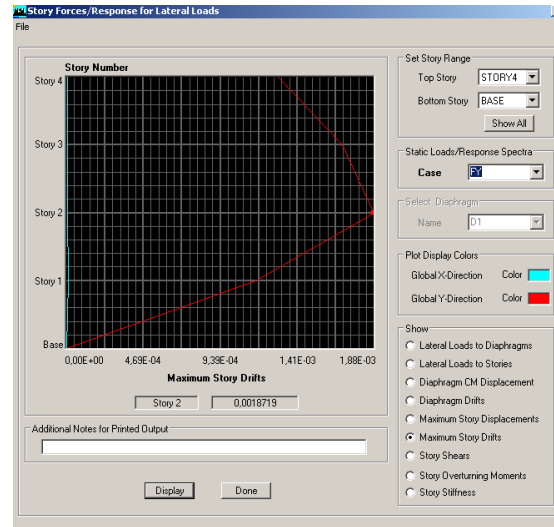 Story Forces/Response for Lateral Loads
File
Story Number
Story 4
Story 3
Story 2
Story 1
Base
0,00E+00 4,69E-04 9,39E-04 1,41E-03 1,88E-03
Maximum Story Drifts
Story 2 0,0018719
Additional Notes for Printed Output
Display Done
Set Story Range
Top Story STORY4
Bottom Story BASE
Show All
Static Loads/Response Spectra
Case FY
Select Diaphragm
Name D1
Plot Display Colors
Global X-Direction Color
Global Y-Direction Color
Show
Lateral Loads to Diaphragms
Lateral Loads to Stories
Diaphragm CM Displacement
Diaphragm Drifts
Maximum Story Displacements
Maximum Story Drifts
Story Shears
Story Overturning Moments
Story Stiffness